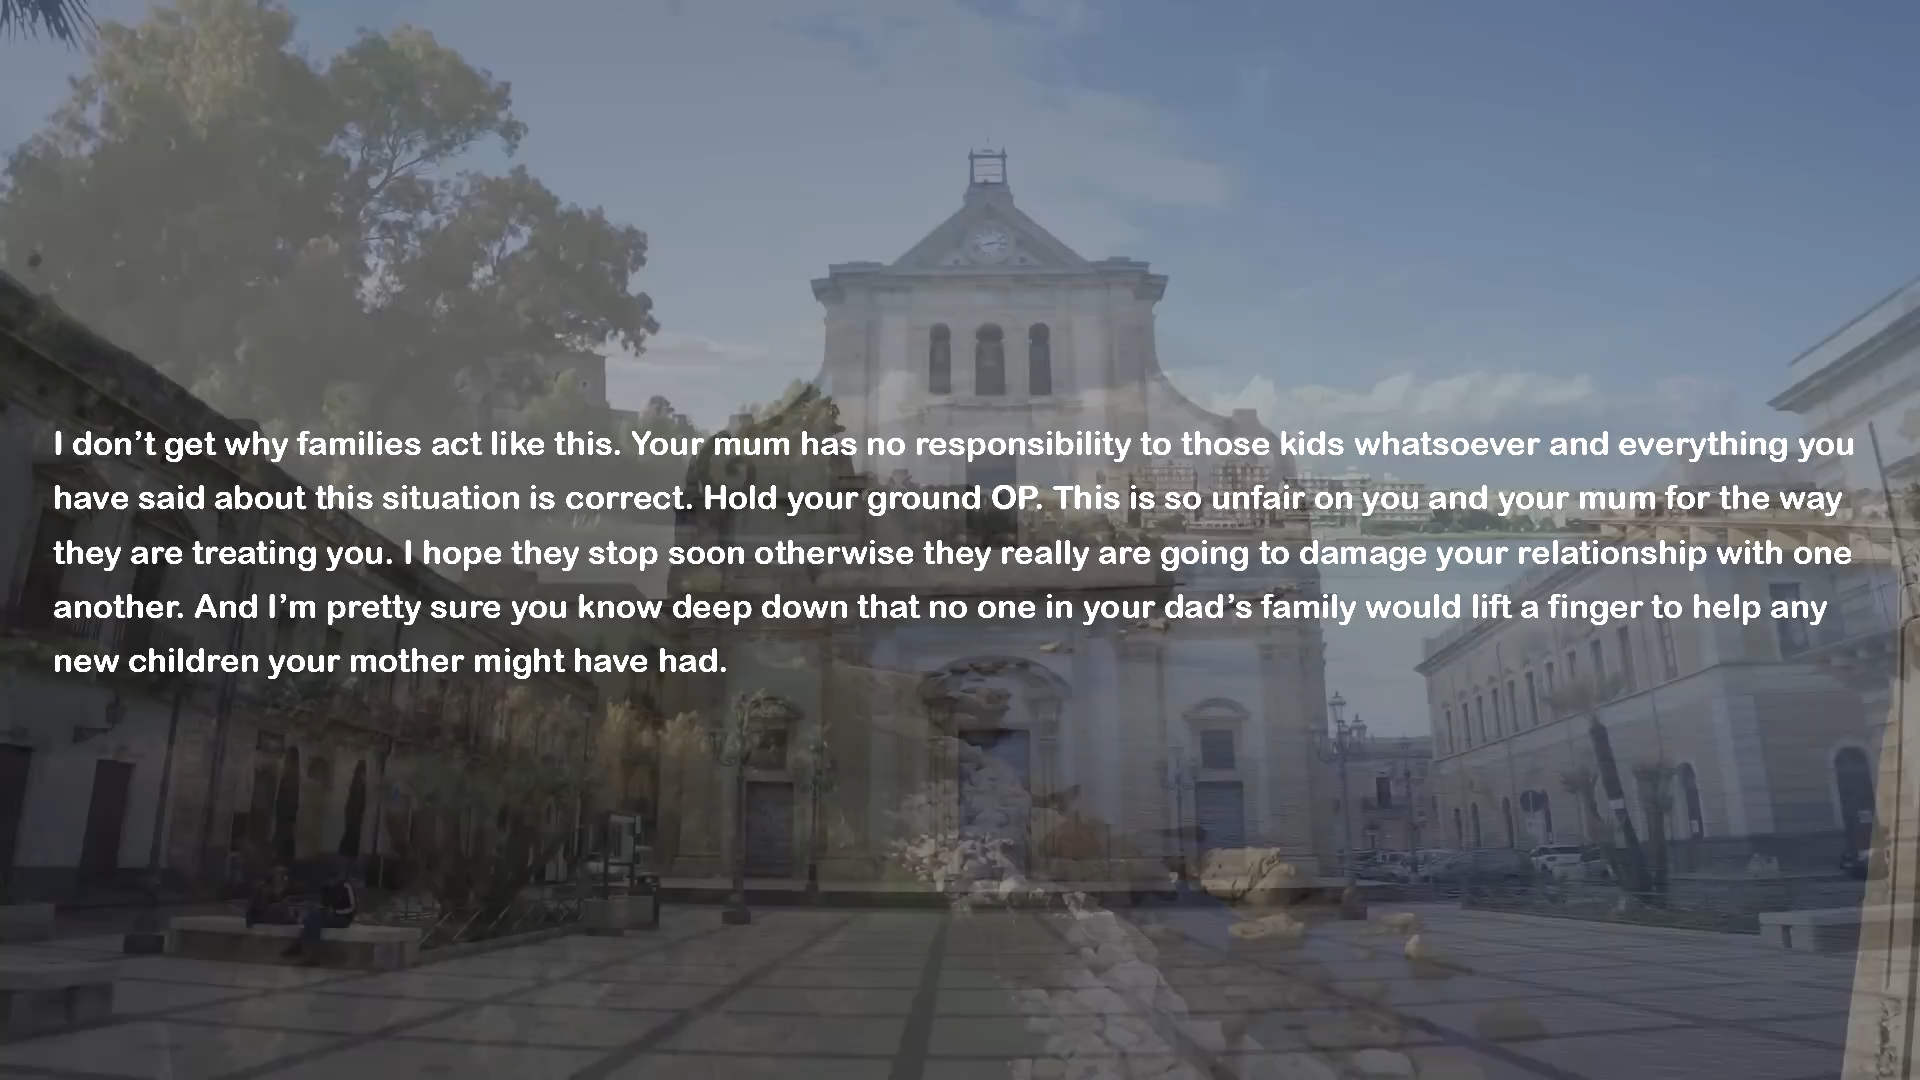 I don’t get why families act like this. Your mum has no responsibility to those kids whatsoever and everything you
have said about this situation is correct. Hold your ground OP. This is so unfair on you and your mum for the way
they are treating you. I hope they stop soon otherwise they really are going to damage your relationship with one
another. And I’m pretty sure you know deep down that no one in your dad’s family would lift a finger to help any
new children your mother might have had.